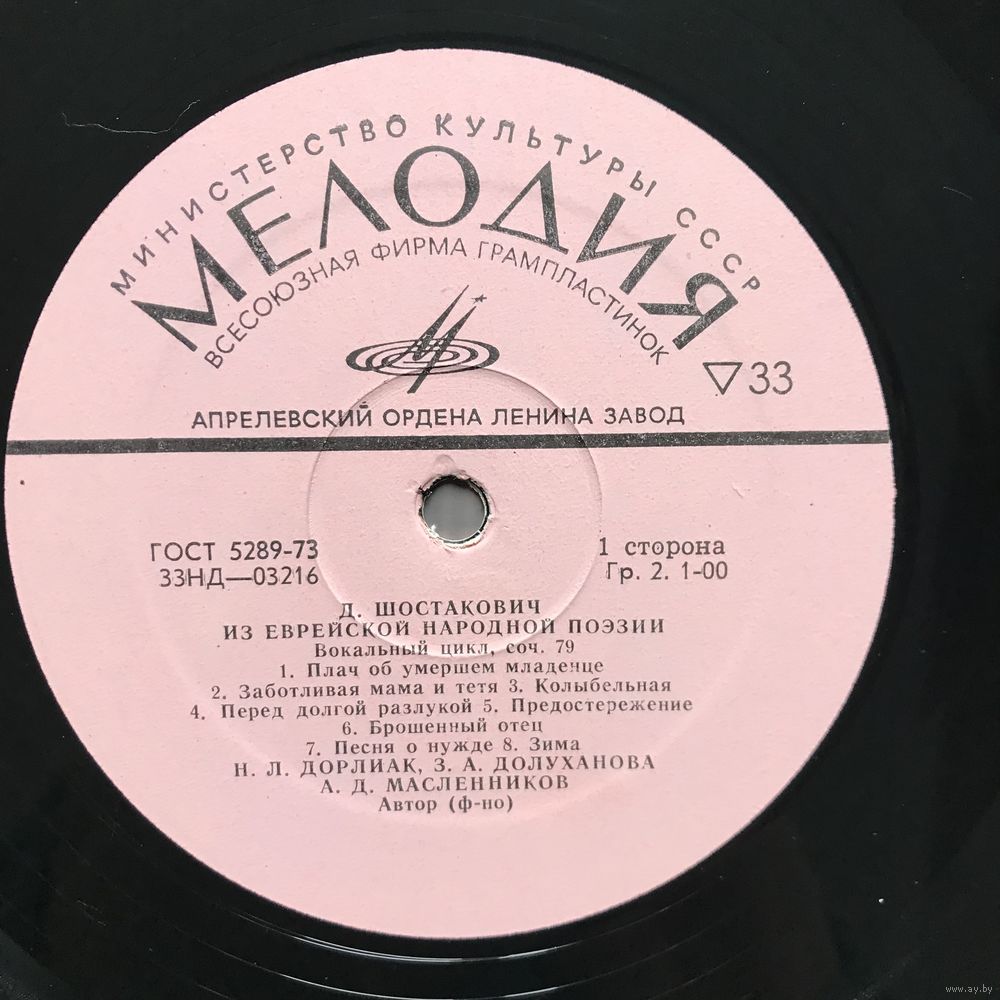 МИНИСТЕРСТВО КУЛЬТУРЫ СССР
МЕЛОДИЯ
ВСЕСОЮЗНАЯ ФИРМА ГРАМПЛАСТИНОК
▽33
АПРЕЛЕВСКИЙ ОРДЕНА ЛЕНИНА ЗАВОД
ГОСТ 5289-73
33НД—03216
1 сторона
Гр. 2. 1-00
Д. ШОСТАКОВИЧ
ИЗ ЕВРЕЙСКОЙ НАРОДНОЙ ПОЭЗИИ
Вокальный цикл, соч. 79
1. Плач об умершем младенце
2. Заботливая мама и тетя 3. Колыбельная
4. Перед долгой разлукой 5. Предостережение
6. Брошенный отец
7. Песня о нужде 8. Зима
Н. Л. ДОРЛИАК, З. А. ДОЛУХАНОВА
А. Д. МАСЛЕННИКОВ
Автор (ф-но)
www.ay.by